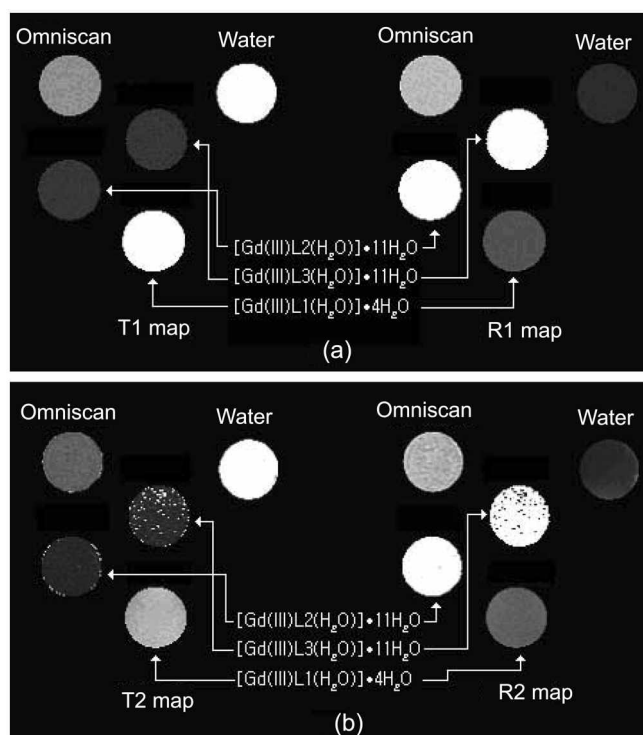 Omniscan
Water
Omniscan
Water
[Gd(III)L2(H₂O)]•11H₂O
[Gd(III)L3(H₂O)]•11H₂O
[Gd(III)L1(H₂O)]•4H₂O
T1 map
R1 map
(a)
Omniscan
Water
Omniscan
Water
[Gd(III)L2(H₂O)]•11H₂O
[Gd(III)L3(H₂O)]•11H₂O
[Gd(III)L1(H₂O)]•4H₂O
T2 map
R2 map
(b)